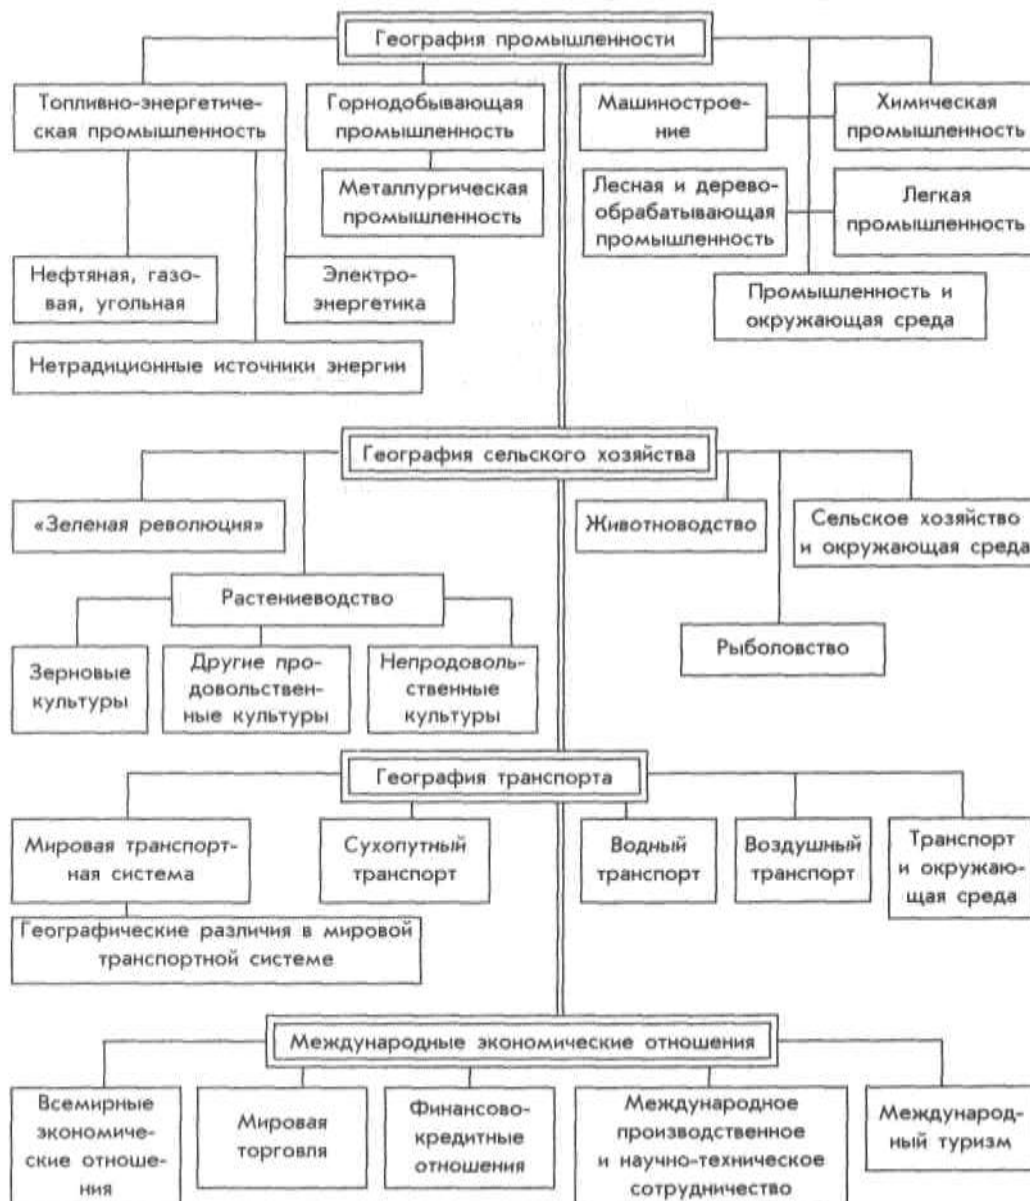 География промышленности
Топливно-энергетиче-
ская промышленность
Горнодобывающая
промышленность
Машинострое-
ние
Химическая
промышленность
Металлургическая
промышленность
Лесная и дерево-
обрабатывающая
промышленность
Легкая
промышленность
Нефтяная, газо-
вая, угольная
Электро-
энергетика
Промышленность и
окружающая среда
Нетрадиционные источники энергии
География сельского хозяйства
«Зеленая революция»
Животноводство
Сельское хозяйство
и окружающая среда
Растениеводство
Рыболовство
Зерновые
культуры
Другие про-
довольствен-
ные культуры
Непродоволь-
ственные
культуры
География транспорта
Мировая транспорт-
ная система
Сухопутный
транспорт
Водный
транспорт
Воздушный
транспорт
Транспорт
и окружаю-
щая среда
Географические различия в мировой
транспортной системе
Международные экономические отношения
Всемирные
экономиче-
ские отноше-
ния
Мировая
торговля
Финансово-
кредитные
отношения
Международное
производственное
и научно-техническое
сотрудничество
Международ-
ный туризм